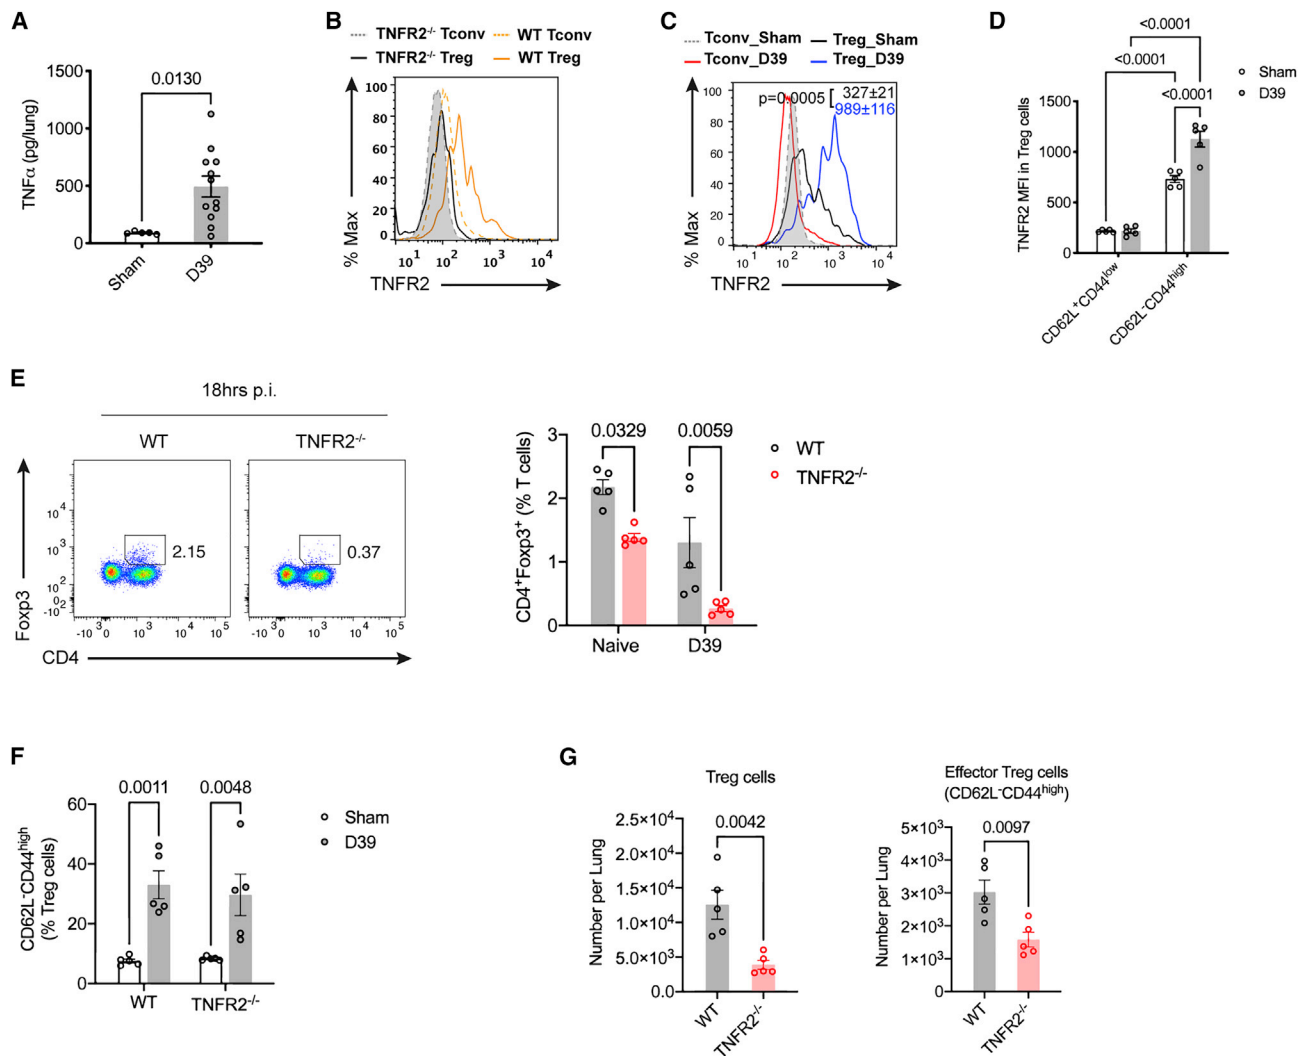 A
TNFα (pg/lung)
1500
1000
500
0
0.0130
Sham
D39
B
TNFR2-/- Tconv
WT Tconv
TNFR2-/- Treg
WT Treg
% Max
100
80
60
40
20
0
10¹
10²
10³
10⁴
TNFR2
C
Tconv_Sham
Treg_Sham
Tconv_D39
Treg_D39
% Max
100
80
60
40
20
0
p=0.0005
327±21
989±116
10¹
10²
10³
10⁴
TNFR2
D
<0.0001
<0.0001
<0.0001
Sham
D39
TNFR2 MFI in Treg cells
1500
1000
500
0
CD62L⁺CD44low
CD62L⁻CD44high
E
18hrs p.i.
WT
TNFR2-/-
Foxp3
10⁴
10³
10²
10
0
-10
2.15
10⁴
10³
10²
10
0
-10
0.37
-10³
0
10³
10⁴
10⁵
-10³
0
10³
10⁴
10⁵
CD4
CD4⁺Foxp3⁺ (% T cells)
3
2
1
0
0.0329
0.0059
WT
TNFR2-/-
Naive
D39
F
CD62L⁻CD44high
(% Treg cells)
60
40
20
0
0.0011
0.0048
Sham
D39
WT
TNFR2-/-
G
Treg cells
Number per Lung
2.5×10⁴
2.0×10⁴
1.5×10⁴
1.0×10⁴
5.0×10³
0.0
0.0042
WT
TNFR2-/-
Effector Treg cells
(CD62L⁻CD44high)
Number per Lung
5×10³
4×10³
3×10³
2×10³
1×10³
0
0.0097
WT
TNFR2-/-